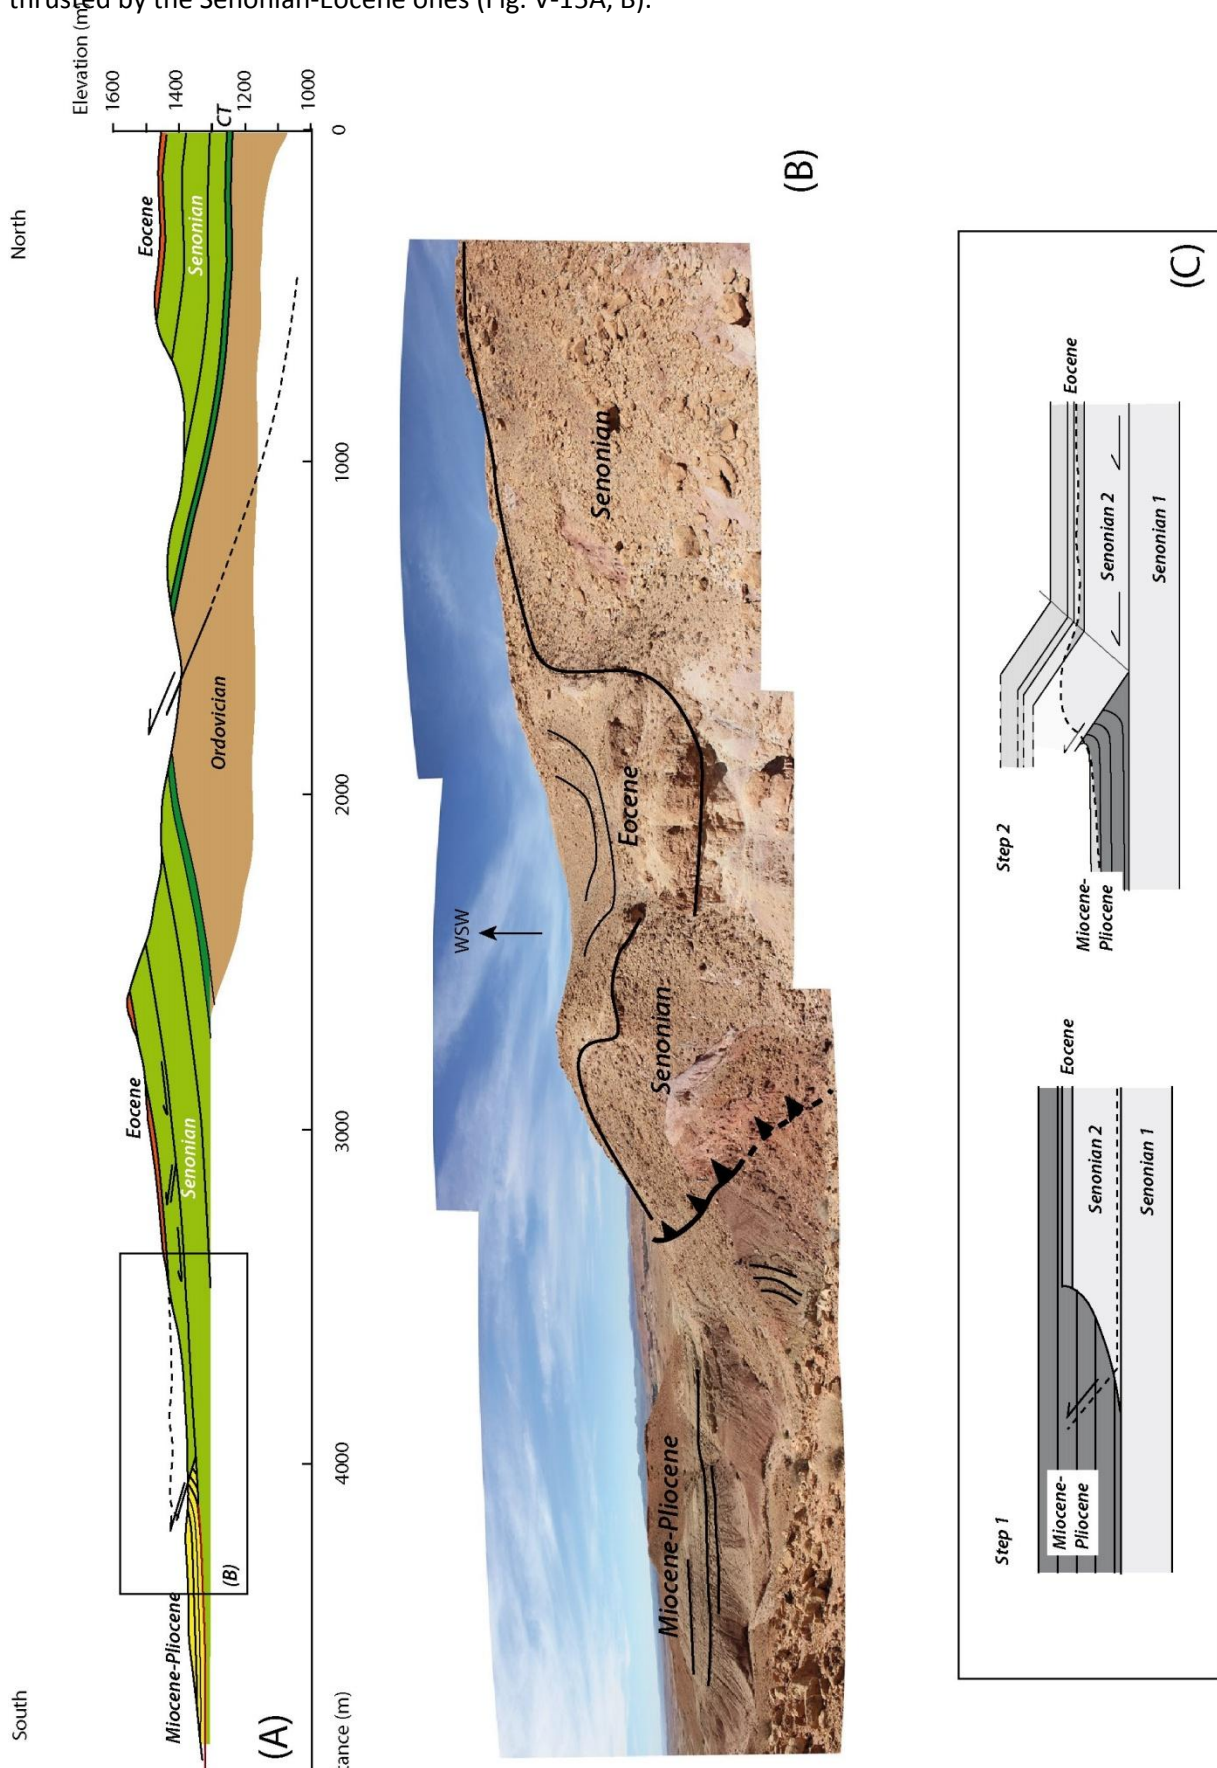 thrusted by the Senonian-Eocene ones (Fig. V-15A, B).
South
North
Elevation (m)
1600
1400
1200
1000
CT
Eocene
Senonian
Ordovician
Eocene
Senonian
Miocene-Pliocene
(B)
(A)
0
1000
2000
3000
4000
tance (m)
WSW
Miocene-Pliocene
Senonian
Eocene
Senonian
(B)
Step 1
Miocene-
Pliocene
Eocene
Senonian 2
Senonian 1
Step 2
Miocene-
Pliocene
Eocene
Senonian 2
Senonian 1
(C)